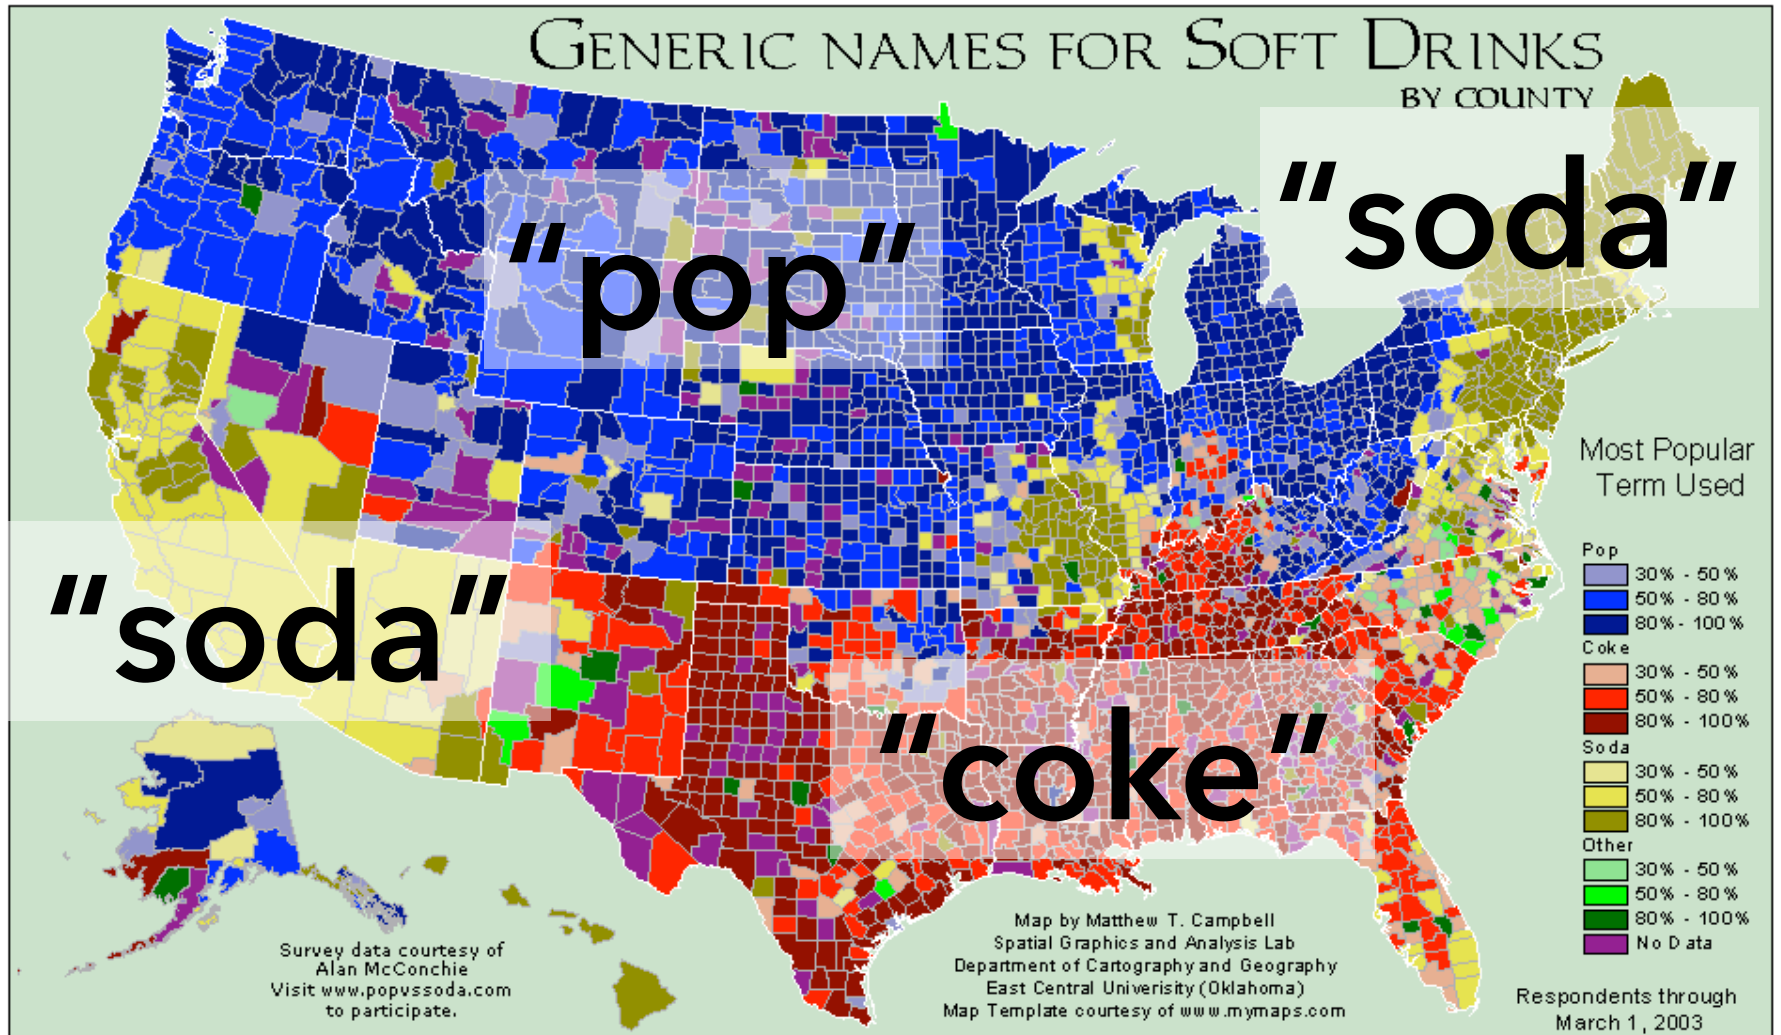 GENERIC NAMES FOR SOFT DRINKS
BY COUNTY
“soda”
“pop”
“soda”
“coke”
Most Popular
Term Used
Pop
30% - 50%
50% - 80%
80% - 100%
Coke
30% - 50%
50% - 80%
80% - 100%
Soda
30% - 50%
50% - 80%
80% - 100%
Other
30% - 50%
50% - 80%
80% - 100%
No Data
Survey data courtesy of
Alan McConchie
Visit www.popvssoda.com
to participate.
Map by Matthew T. Campbell
Spatial Graphics and Analysis Lab
Department of Cartography and Geography
East Central Univerisity (Oklahoma)
Map Template courtesy of www.mymaps.com
Respondents through
March 1, 2003